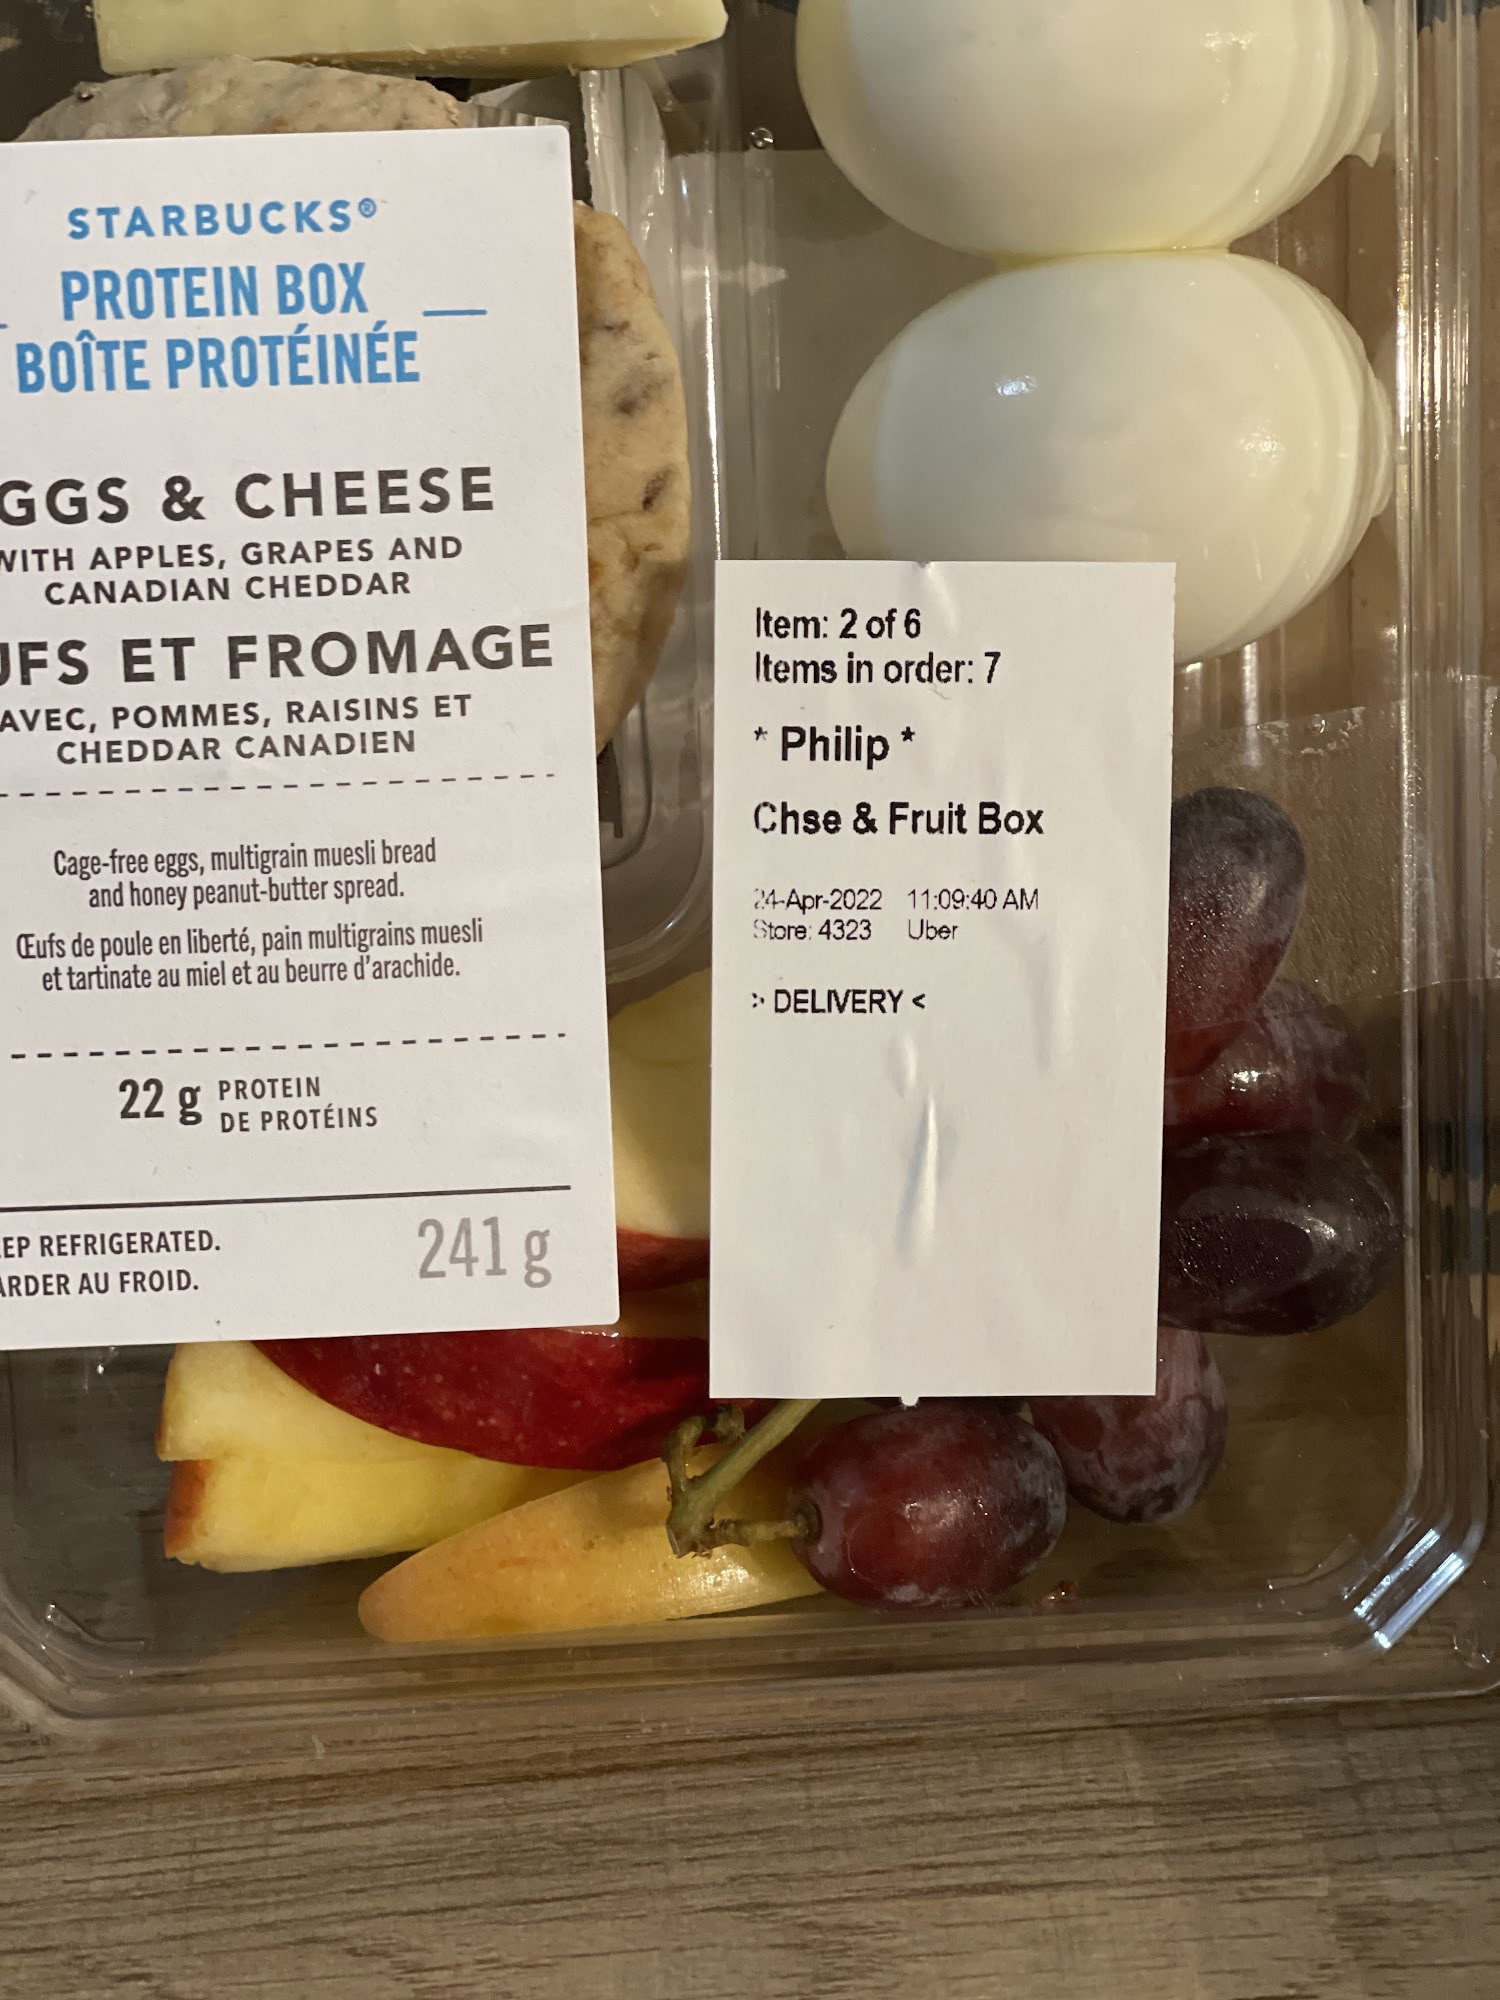 STARBUCKS®
PROTEIN BOX
BOÎTE PROTÉINÉE
GGS & CHEESE
WITH APPLES, GRAPES AND
CANADIAN CHEDDAR
UFS ET FROMAGE
AVEC, POMMES, RAISINS ET
CHEDDAR CANADIEN
Cage-free eggs, multigrain muesli bread
and honey peanut-butter spread.
Œufs de poule en liberté, pain multigrains muesli
et tartinate au miel et au beurre d'arachide.
22 g PROTEIN
DE PROTÉINS
EEP REFRIGERATED.
ARDER AU FROID.
241 g
Item: 2 of 6
Items in order: 7
* Philip *
Chse & Fruit Box
24-Apr-2022 11:09:40 AM
Store: 4323 Uber
> DELIVERY <